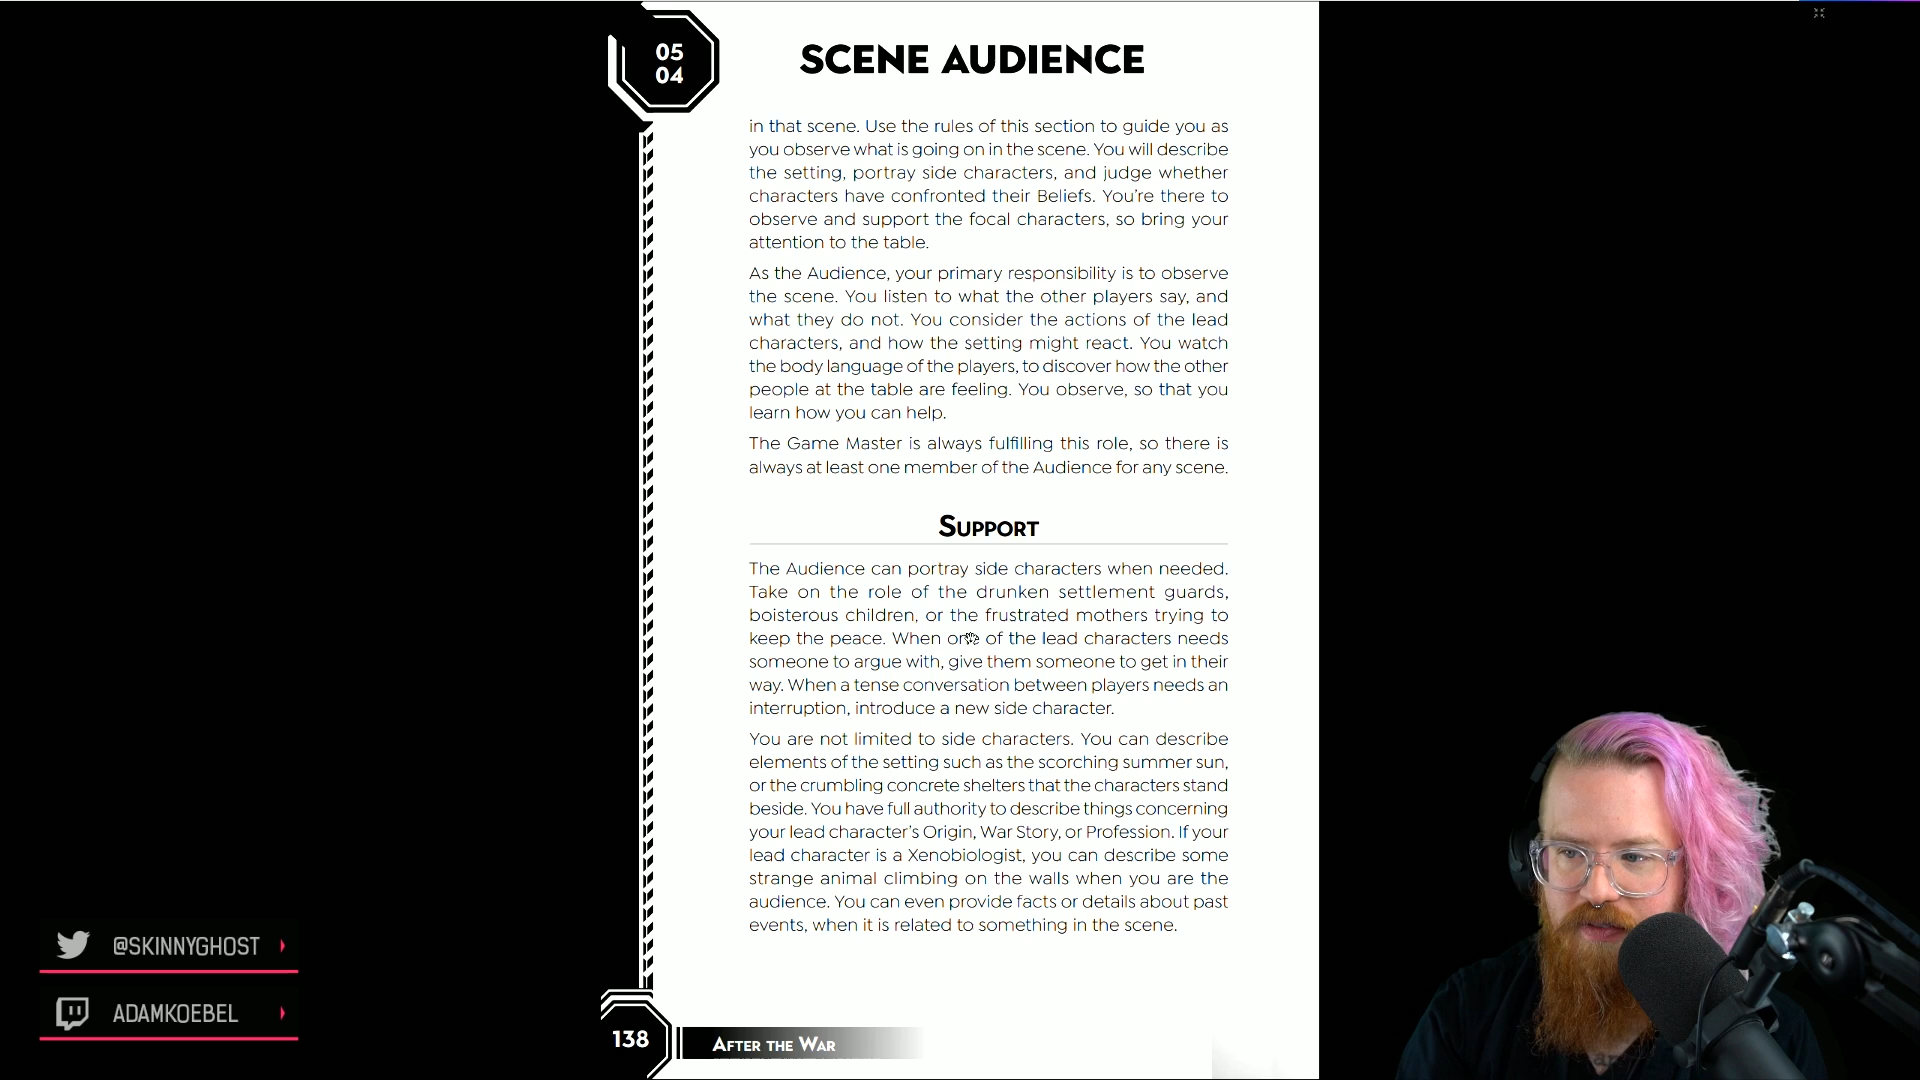 05
04
SCENE AUDIENCE
in that scene. Use the rules of this section to guide you as
you observe what is going on in the scene. You will describe
the setting, portray side characters, and judge whether
characters have confronted their Beliefs. You're there to
observe and support the focal characters, so bring your
attention to the table.
As the Audience, your primary responsibility is to observe
the scene. You listen to what the other players say, and
what they do not. You consider the actions of the lead
characters, and how the setting might react. You watch
the body language of the players, to discover how the other
people at the table are feeling. You observe, so that you
learn how you can help.
The Game Master is always fulfilling this role, so there is
always at least one member of the Audience for any scene.
SUPPORT
The Audience can portray side characters when needed.
Take on the role of the drunken settlement guards,
boisterous children, or the frustrated mothers trying to
keep the peace. When one of the lead characters needs
someone to argue with, give them someone to get in their
way. When a tense conversation between players needs an
interruption, introduce a new side character.
You are not limited to side characters. You can describe
elements of the setting such as the scorching summer sun,
or the crumbling concrete shelters that the characters stand
beside. You have full authority to describe things concerning
your lead character's Origin, War Story, or Profession. If your
lead character is a Xenobiologist, you can describe some
strange animal climbing on the walls when you are the
audience. You can even provide facts or details about past
events, when it is related to something in the scene.
138
AFTER THE WAR
@SKINNYGHOST
ADAMKOEBEL